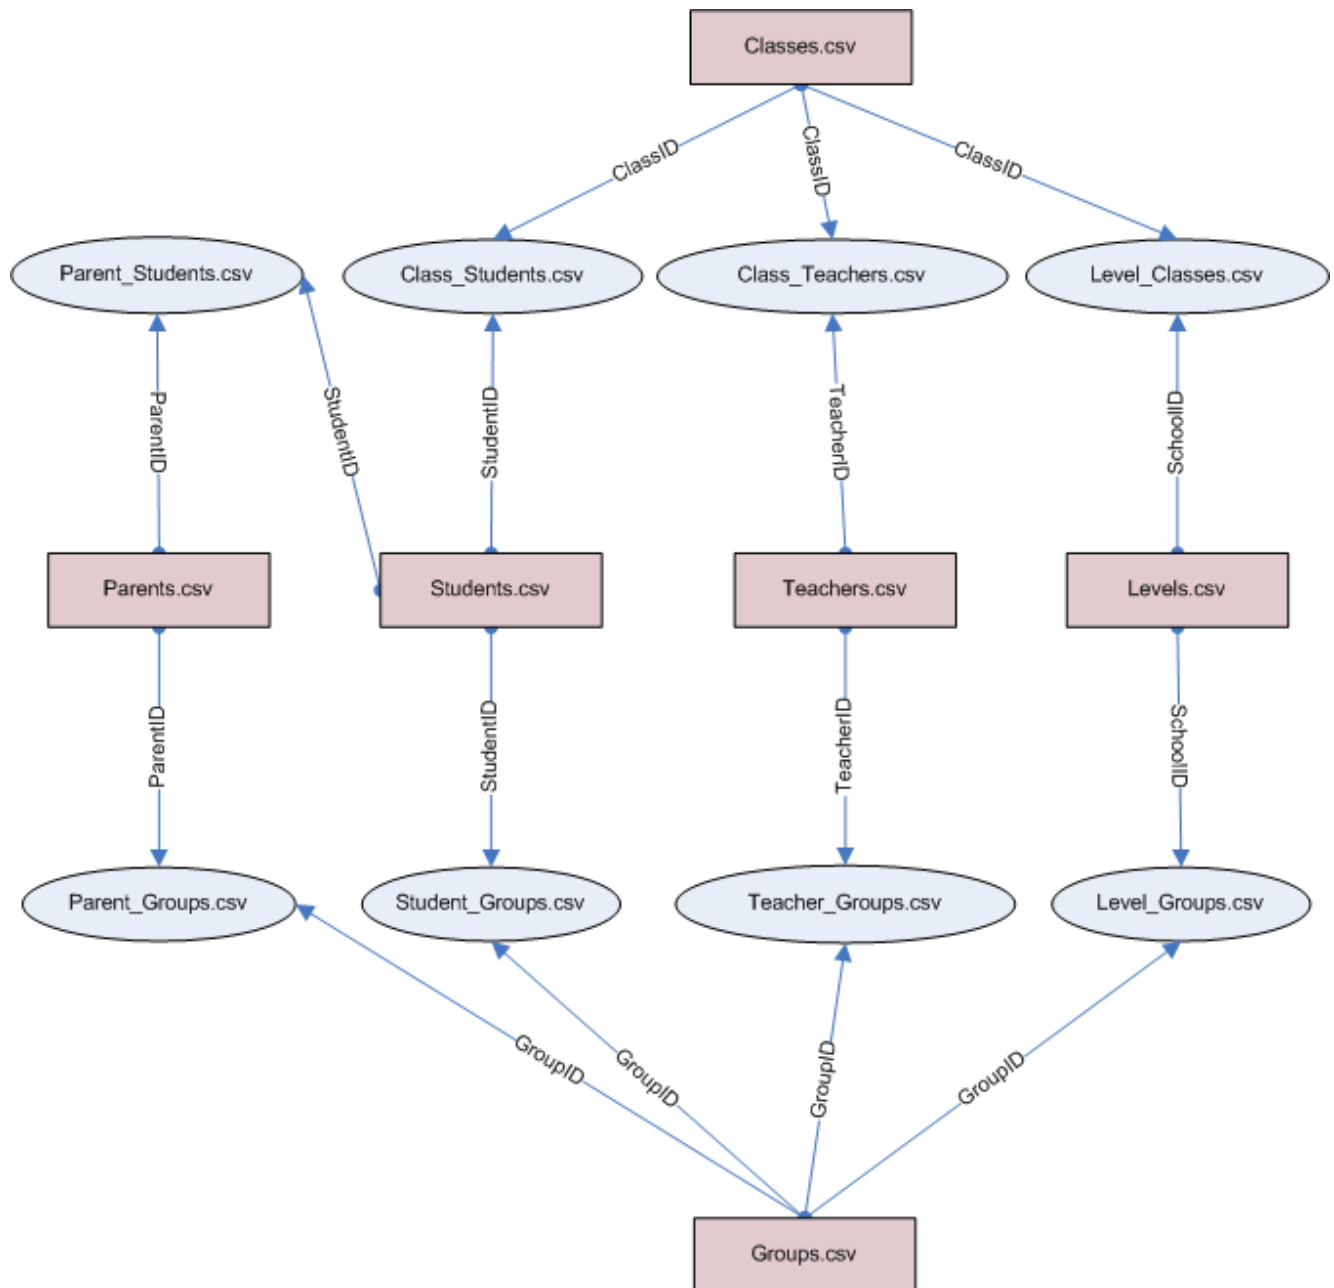 Classes.csv
ClassID
ClassID
ClassID
Parent_Students.csv
Class_Students.csv
Class_Teachers.csv
Level_Classes.csv
ParentID
StudentID
StudentID
TeacherID
SchoolID
Parents.csv
Students.csv
Teachers.csv
Levels.csv
ParentID
StudentID
TeacherID
SchoolID
Parent_Groups.csv
Student_Groups.csv
Teacher_Groups.csv
Level_Groups.csv
GroupID
GroupID
GroupID
GroupID
Groups.csv